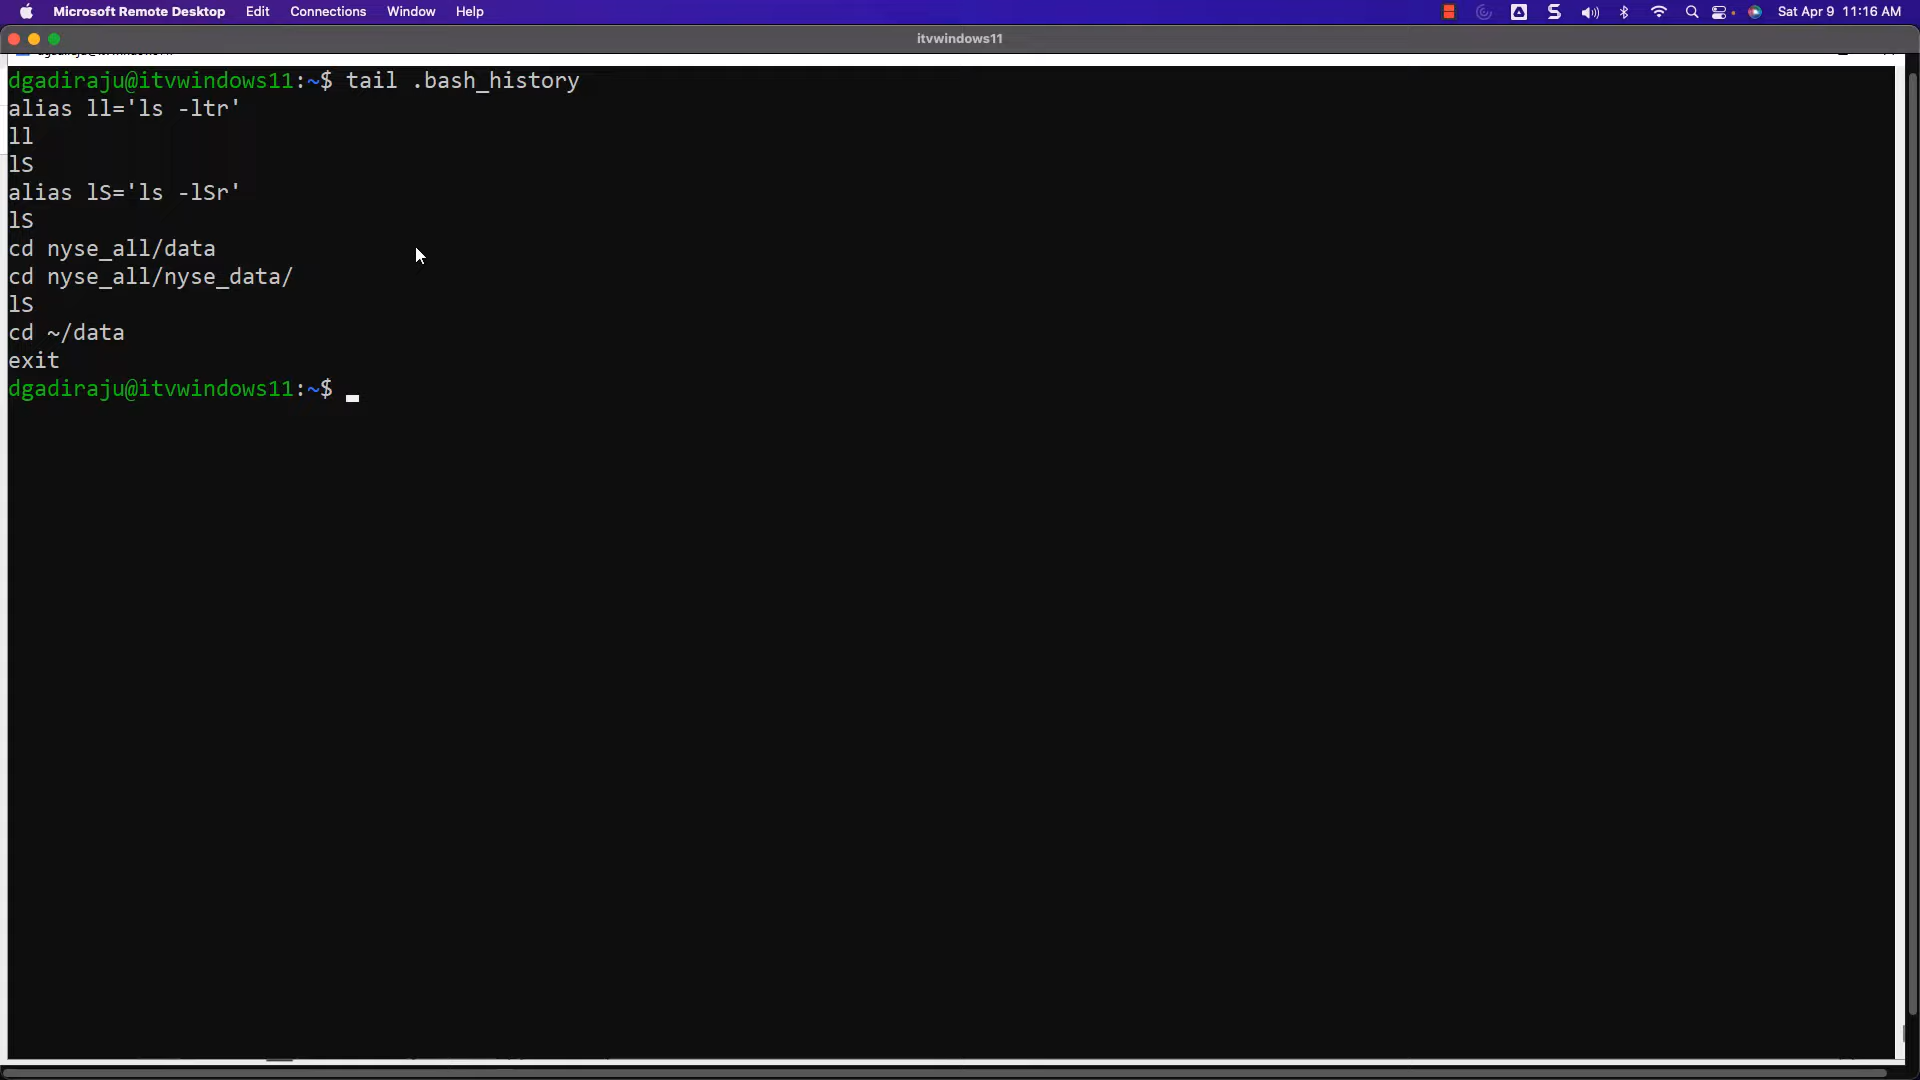 Microsoft Remote Desktop Edit Connections Window Help Sat Apr 9 11:16 AM
itvwindows11
dgadiraju@itvwindows11:~$ tail .bash_history
alias ll='ls -ltr'
ll
lS
alias lS='ls -lSr'
lS
cd nyse_all/data
cd nyse_all/nyse_data/
lS
cd ~/data
exit
dgadiraju@itvwindows11:~$